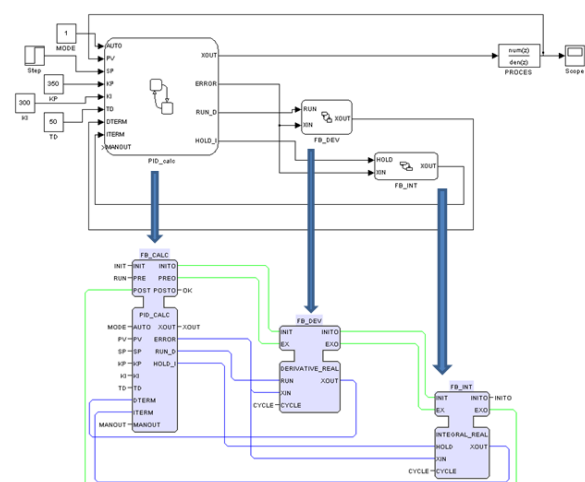 1
MODE
Step
350
KP
300
KI
50
TD
AUTO
PV
SP
KP
KI
TD
DTERM
ITERM
MANOUT
XOUT
ERROR
RUN_D
HOLD_I
PID_calc
RUN
XIN
XOUT
FB_DEV
HOLD
XIN
XOUT
FB_INT
num(z)
den(z)
PROCES
Scope
FB_CALC
INIT INIT INITO
RUN PRE PREO
POST POSTO OK
PID_CALC
MODE AUTO XOUT XOUT
PV PV ERROR
SP SP RUN_D
KP KP HOLD_I
KI KI
TD TD
DTERM
ITERM
MANOUT MANOUT
FB_DEV
INIT INITO
EX EXO
DERIVATIVE_REAL
RUN XOUT
XIN
CYCLE CYCLE
FB_INT
INIT INITO INITO
EX EXO
INTEGRAL_REAL
HOLD XOUT
XIN
CYCLE CYCLE